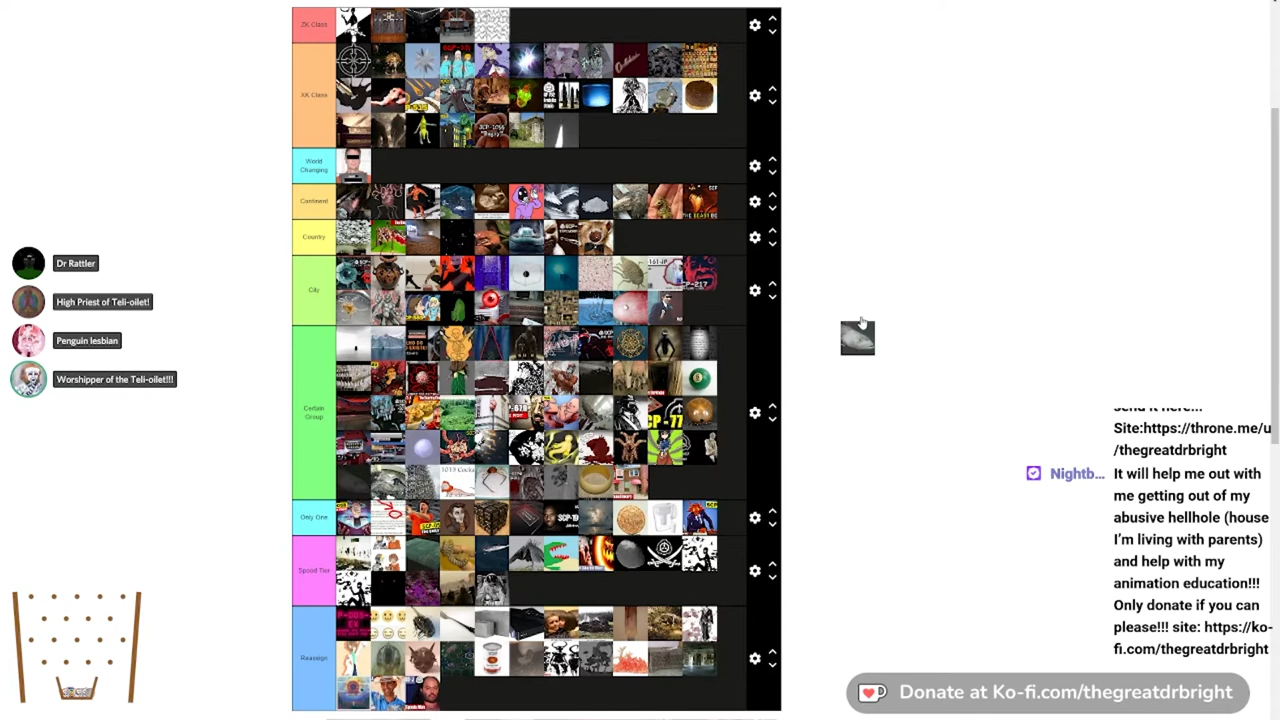 ZK Class
XK Class
World
Changing
Continent
Country
City
Certain
Group
Only One
Spood Tier
Reassign
Dr Rattler
High Priest of Teli-oilet!
Penguin lesbian
Worshipper of the Teli-oilet!!!
send it here!!!
Site:https://throne.me/u
/thegreatdrbright
Nightb...
It will help me out with
me getting out of my
abusive hellhole (house
I'm living with parents)
and help with my
animation education!!!
Only donate if you can
please!!! site: https://ko-
fi.com/thegreatdrbright
Donate at Ko-fi.com/thegreatdrbright